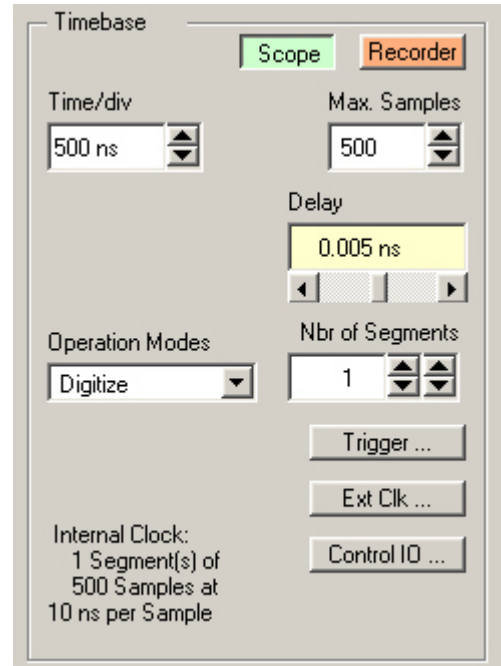 Timebase
Scope Recorder
Time/div Max. Samples
500 ns 500
Delay
0.005 ns
Operation Modes Nbr of Segments
Digitize 1
Trigger ...
Ext Clk ...
Control IO ...
Internal Clock:
1 Segment(s) of
500 Samples at
10 ns per Sample